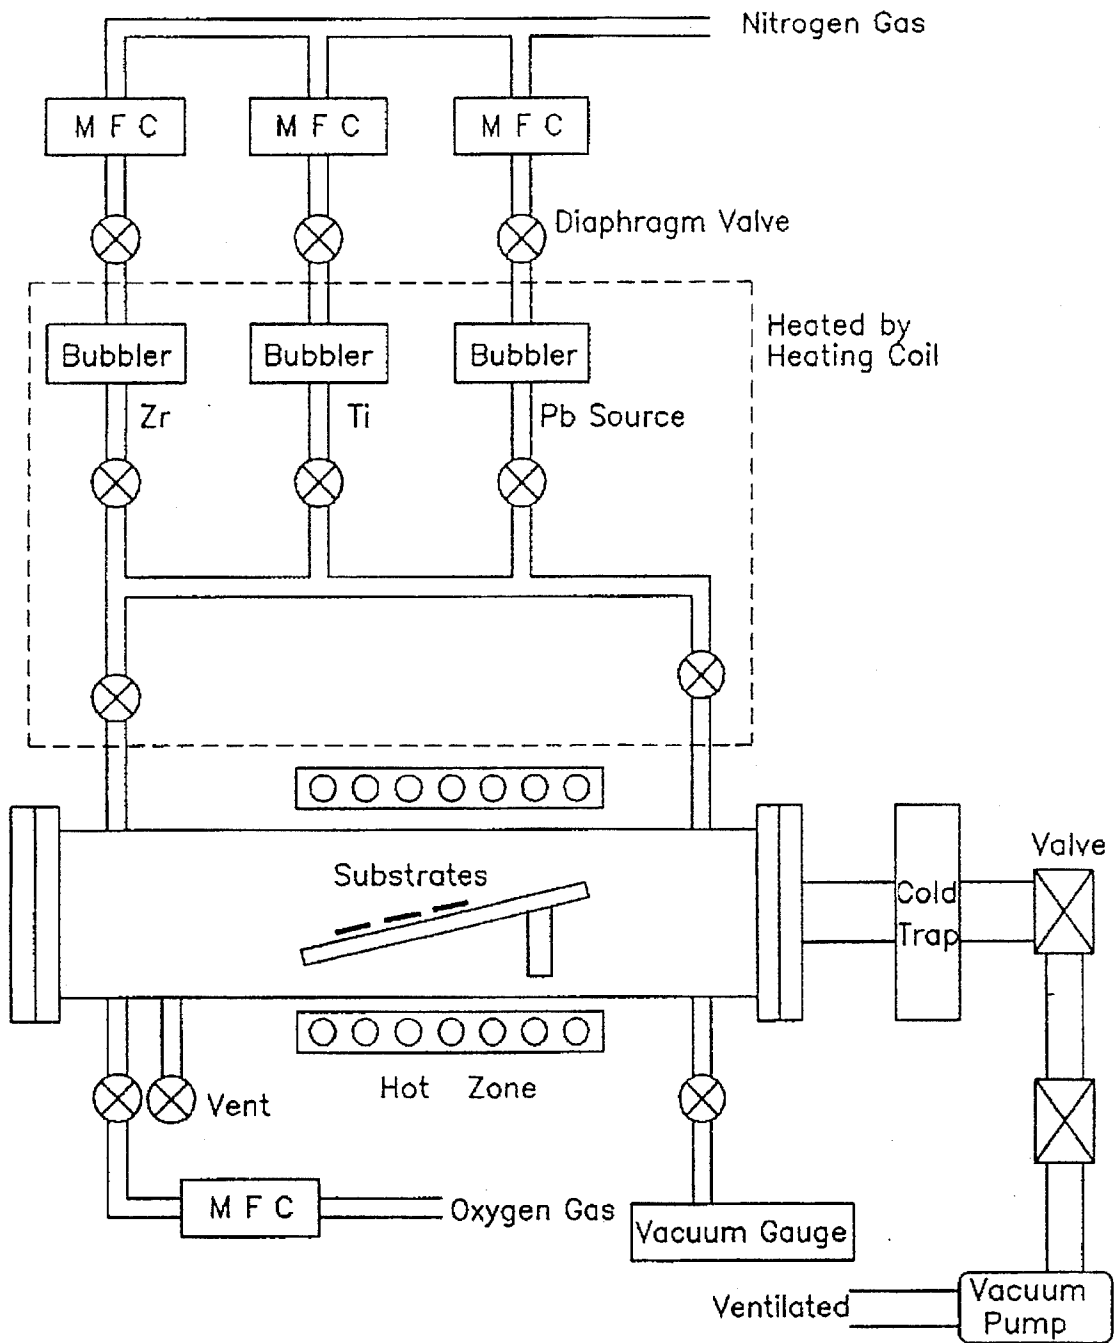 Nitrogen Gas
M F C
M F C
M F C
Diaphragm Valve
Heated by
Heating Coil
Bubbler
Bubbler
Bubbler
Zr
Ti
Pb Source
Substrates
Valve
Cold
Trap
Hot Zone
Vent
M F C
Oxygen Gas
Vacuum Gauge
Ventilated
Vacuum
Pump